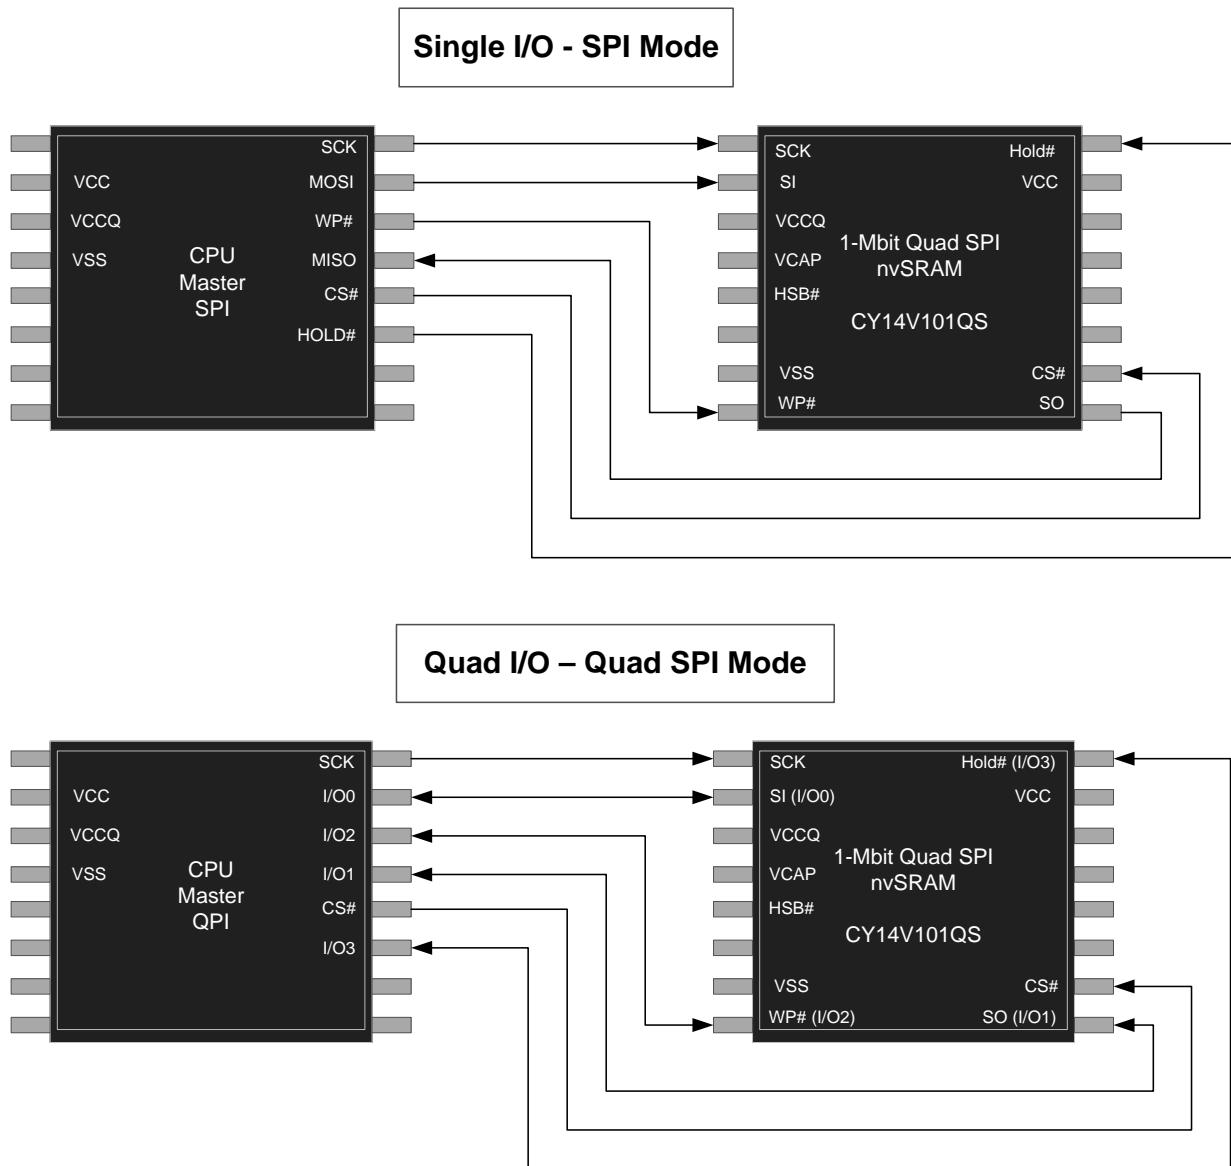 Single I/O - SPI Mode
SCK
VCC
MOSI
VCCQ
WP#
VSS
MISO
CPU
Master
SPI
CS#
HOLD#
SCK
Hold#
SI
VCC
VCCQ
1-Mbit Quad SPI
nvSRAM
VCAP
HSB#
CY14V101QS
VSS
CS#
WP#
SO
Quad I/O – Quad SPI Mode
SCK
VCC
I/O0
VCCQ
I/O2
VSS
I/O1
CPU
Master
QPI
CS#
I/O3
SCK
Hold# (I/O3)
SI (I/O0)
VCC
VCCQ
1-Mbit Quad SPI
nvSRAM
VCAP
HSB#
CY14V101QS
VSS
CS#
WP# (I/O2)
SO (I/O1)